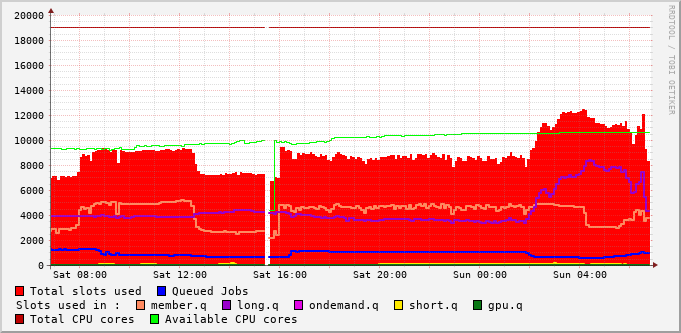 RRDTOOL / TOBI OETIKER
20000
18000
16000
14000
12000
10000
8000
6000
4000
2000
0
Sat 08:00 Sat 12:00 Sat 16:00 Sat 20:00 Sun 00:00 Sun 04:00
Total slots used Queued Jobs
Slots used in : member.q long.q ondemand.q short.q gpu.q
Total CPU cores Available CPU cores